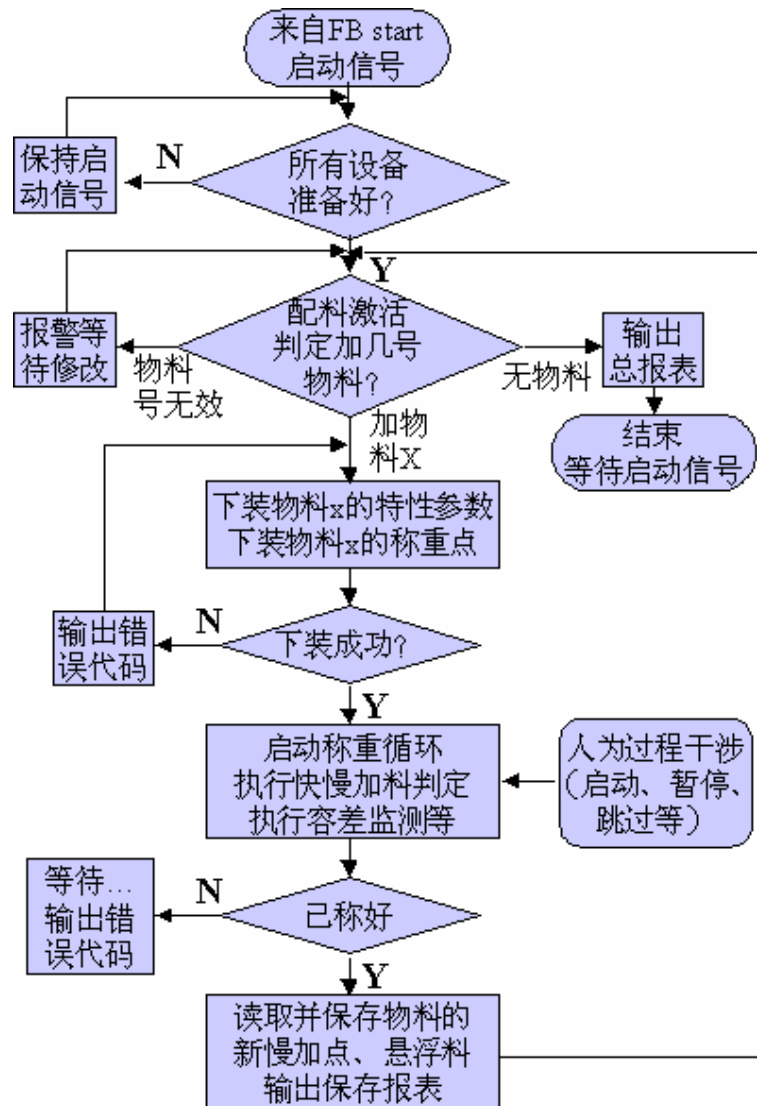 来自FB start
启动信号
保持启
动信号
N
所有设备
准备好?
Y
报警等
待修改
物料
号无效
配料激活
判定加几号
物料?
无物料
输出
总报表
加物
料X
结束
等待启动信号
下装物料x的特性参数
下装物料x的称重点
输出错
误代码
N
下装成功?
Y
启动称重循环
执行快慢加料判定
执行容差监测等
人为过程干涉
(启动、暂停、
跳过等)
等待...
输出错
误代码
N
已称好
Y
读取并保存物料的
新慢加点、悬浮料
输出保存报表